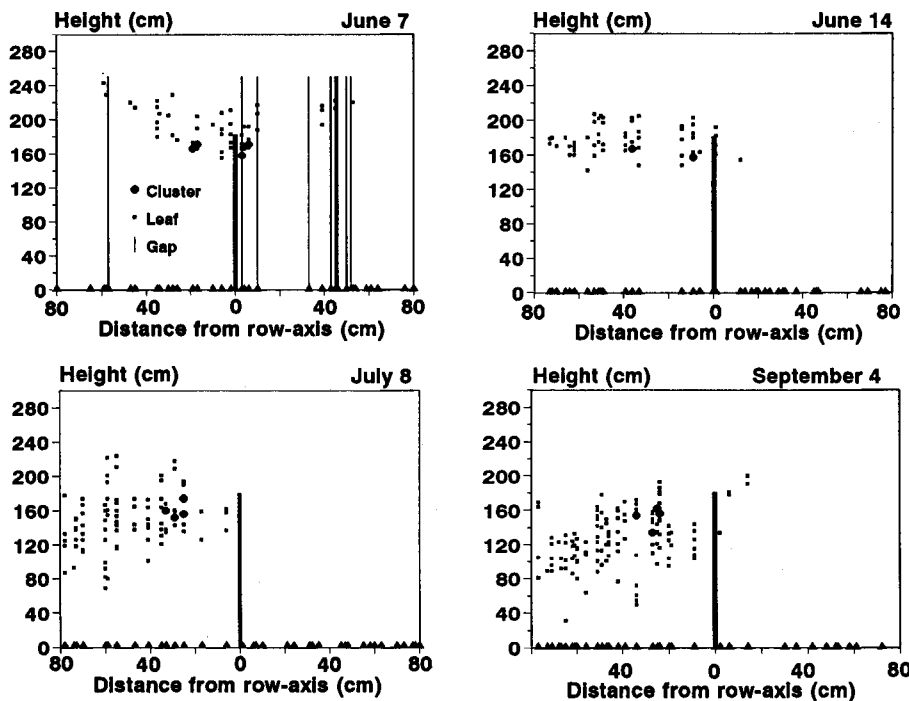 Height (cm) June 7
280
240
200
160
120
80
40
0
Cluster
Leaf
Gap
80 40 0 40 80
Distance from row-axis (cm)
Height (cm) June 14
280
240
200
160
120
80
40
0
80 40 0 40 80
Distance from row-axis (cm)
Height (cm) July 8
280
240
200
160
120
80
40
0
80 40 0 40 80
Distance from row-axis (cm)
Height (cm) September 4
280
240
200
160
120
80
40
0
40 0 40 80
Distance from row-axis (cm)